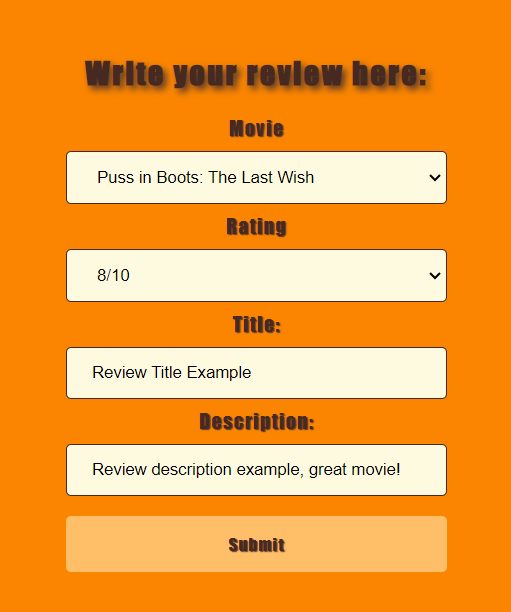 Write your review here:
Movie
Puss in Boots: The Last Wish
Rating
8/10
Title:
Review Title Example
Description:
Review description example, great movie!
Submit